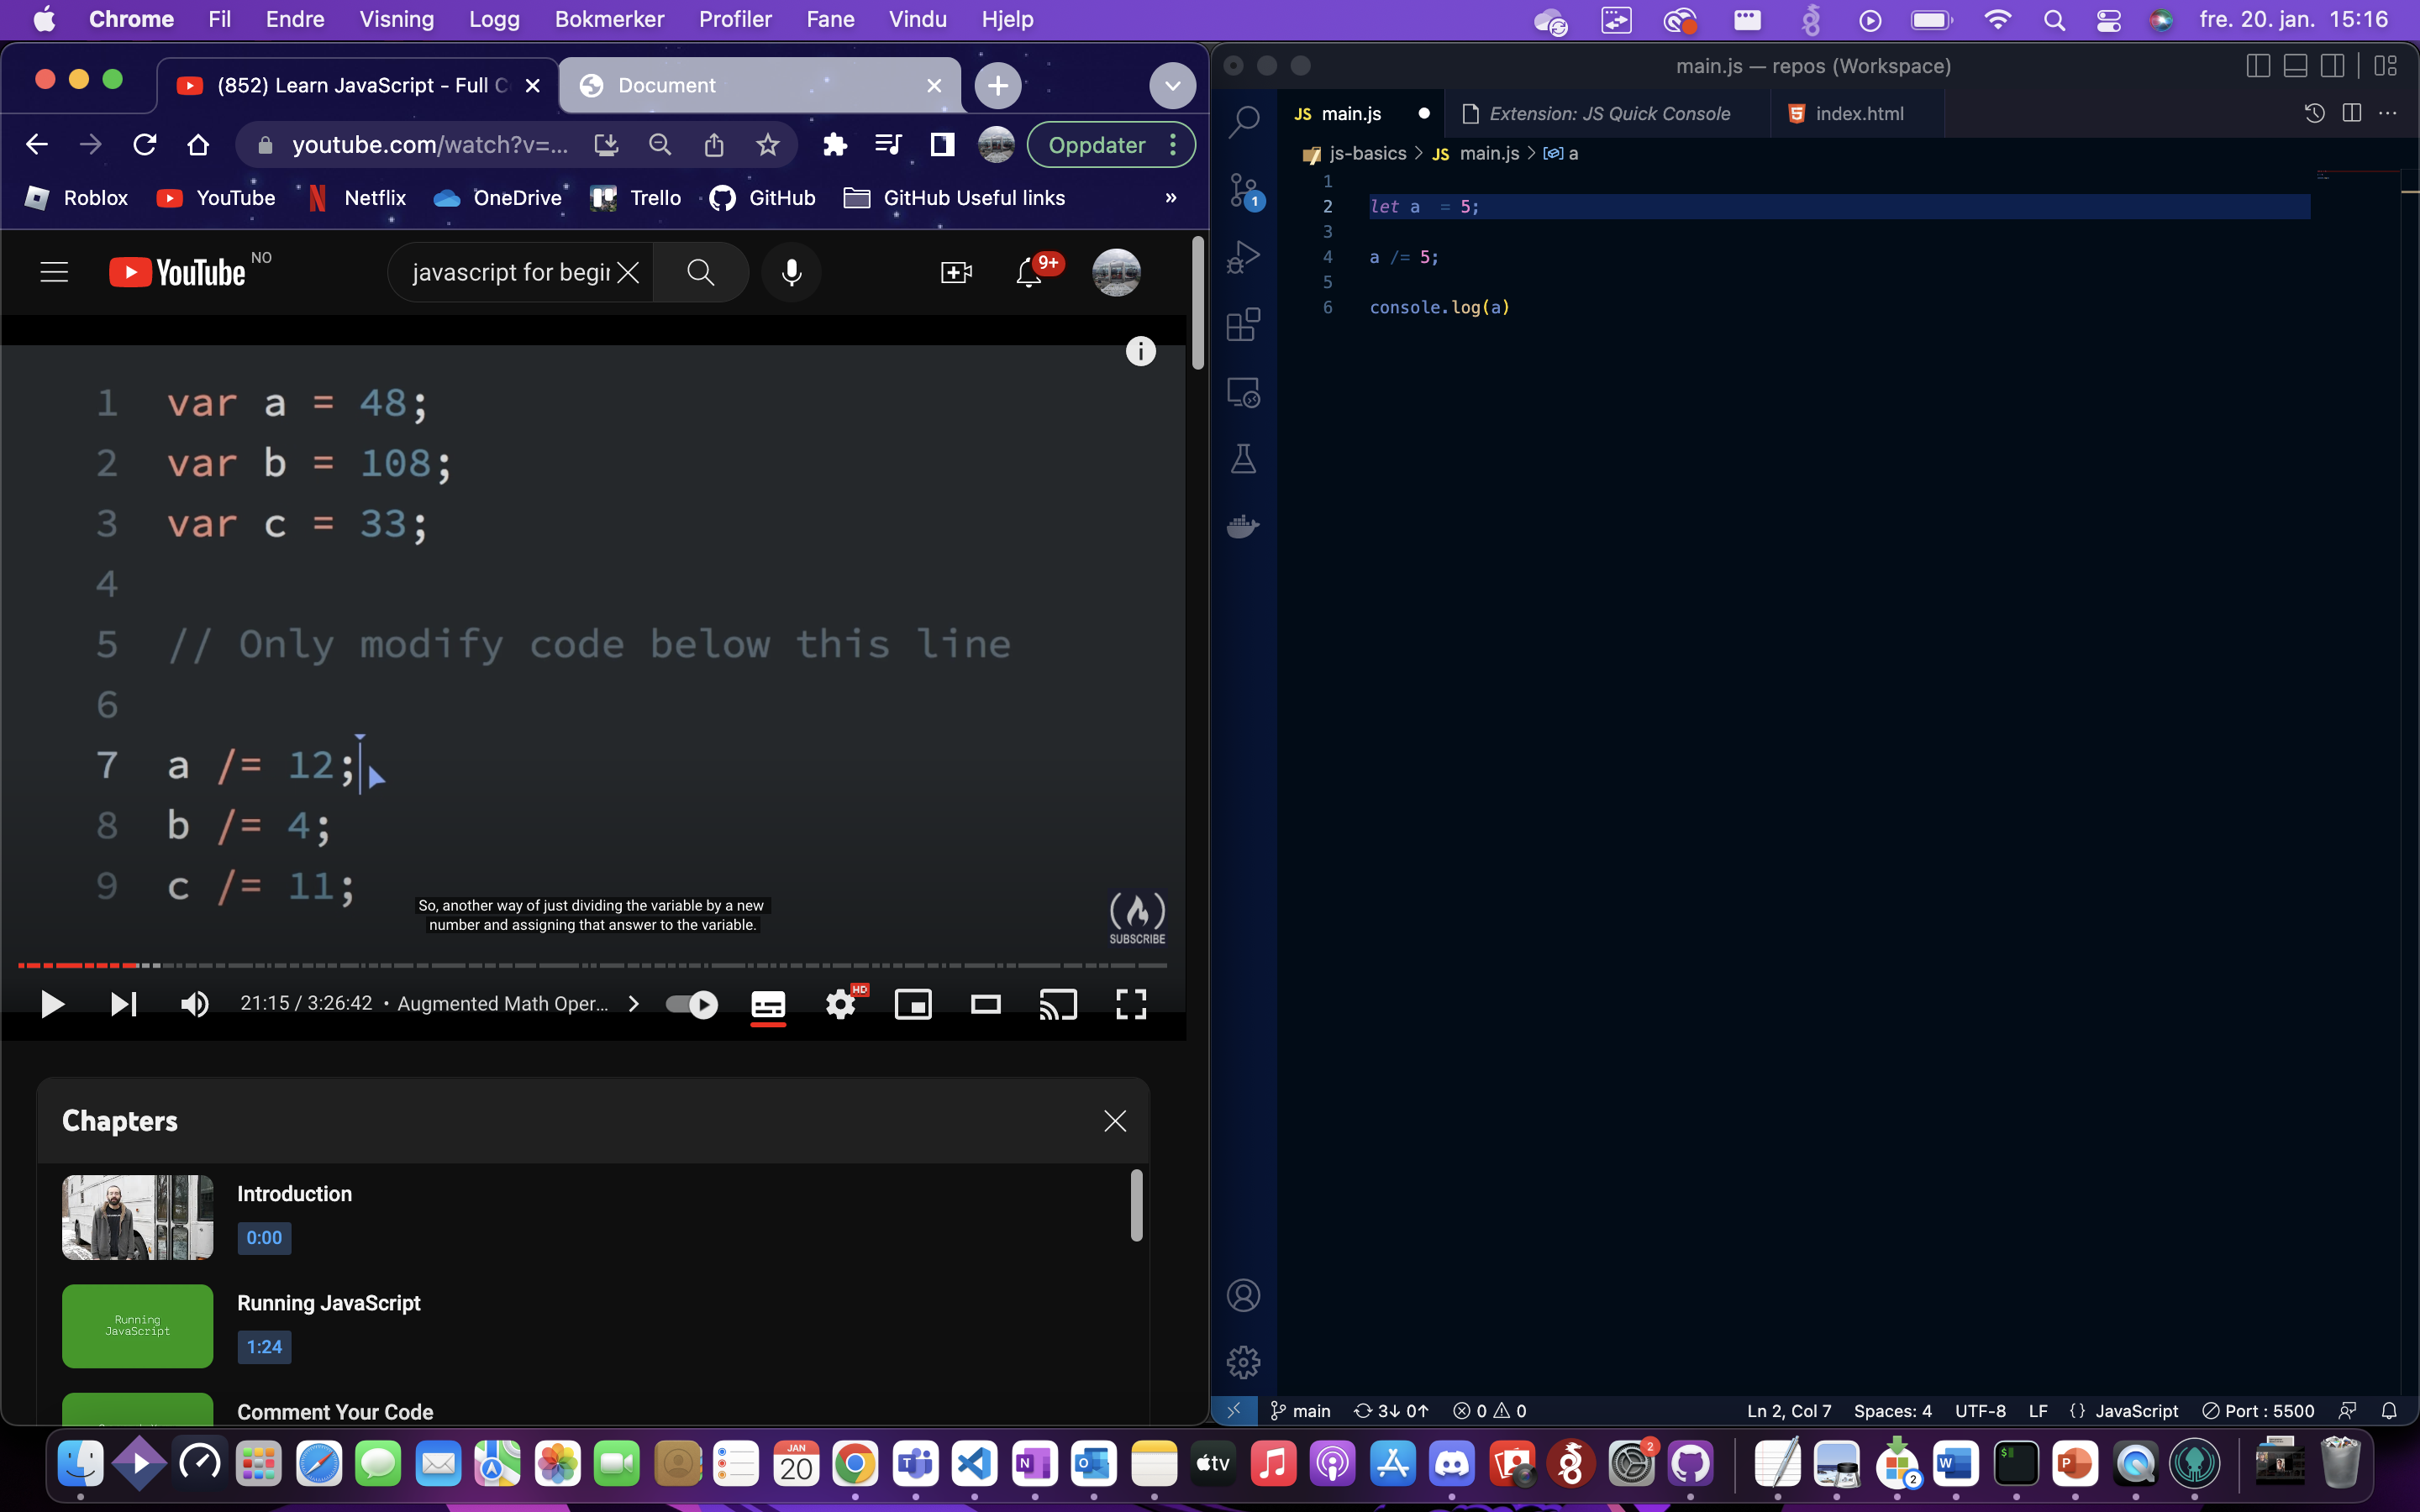 Chrome Fil Endre Visning Logg Bokmerker Profiler Fane Vindu Hjelp fre. 20. jan. 15:16
(852) Learn JavaScript - Full C
Document
youtube.com/watch?v=...
Oppdater
Roblox YouTube Netflix OneDrive Trello GitHub GitHub Useful links »
YouTube NO
javascript for begin
9+
1 var a = 48;
2 var b = 108;
3 var c = 33;
4
5 // Only modify code below this line
6
7 a /= 12;
8 b /= 4;
9 c /= 11;
So, another way of just dividing the variable by a new
number and assigning that answer to the variable.
SUBSCRIBE
21:15 / 3:26:42 • Augmented Math Oper...
HD
Chapters
Introduction
0:00
Running
JavaScript
Running JavaScript
1:24
Comment Your Code
main.js — repos (Workspace)
JS main.js
Extension: JS Quick Console
index.html
js-basics > JS main.js > a
1
1
2 let a  = 5;
3
4 a /= 5;
5
6 console.log(a)
main 3↓ 0↑ 0 0
Ln 2, Col 7 Spaces: 4 UTF-8 LF {} JavaScript Port : 5500
JAN
20
tv
2
2